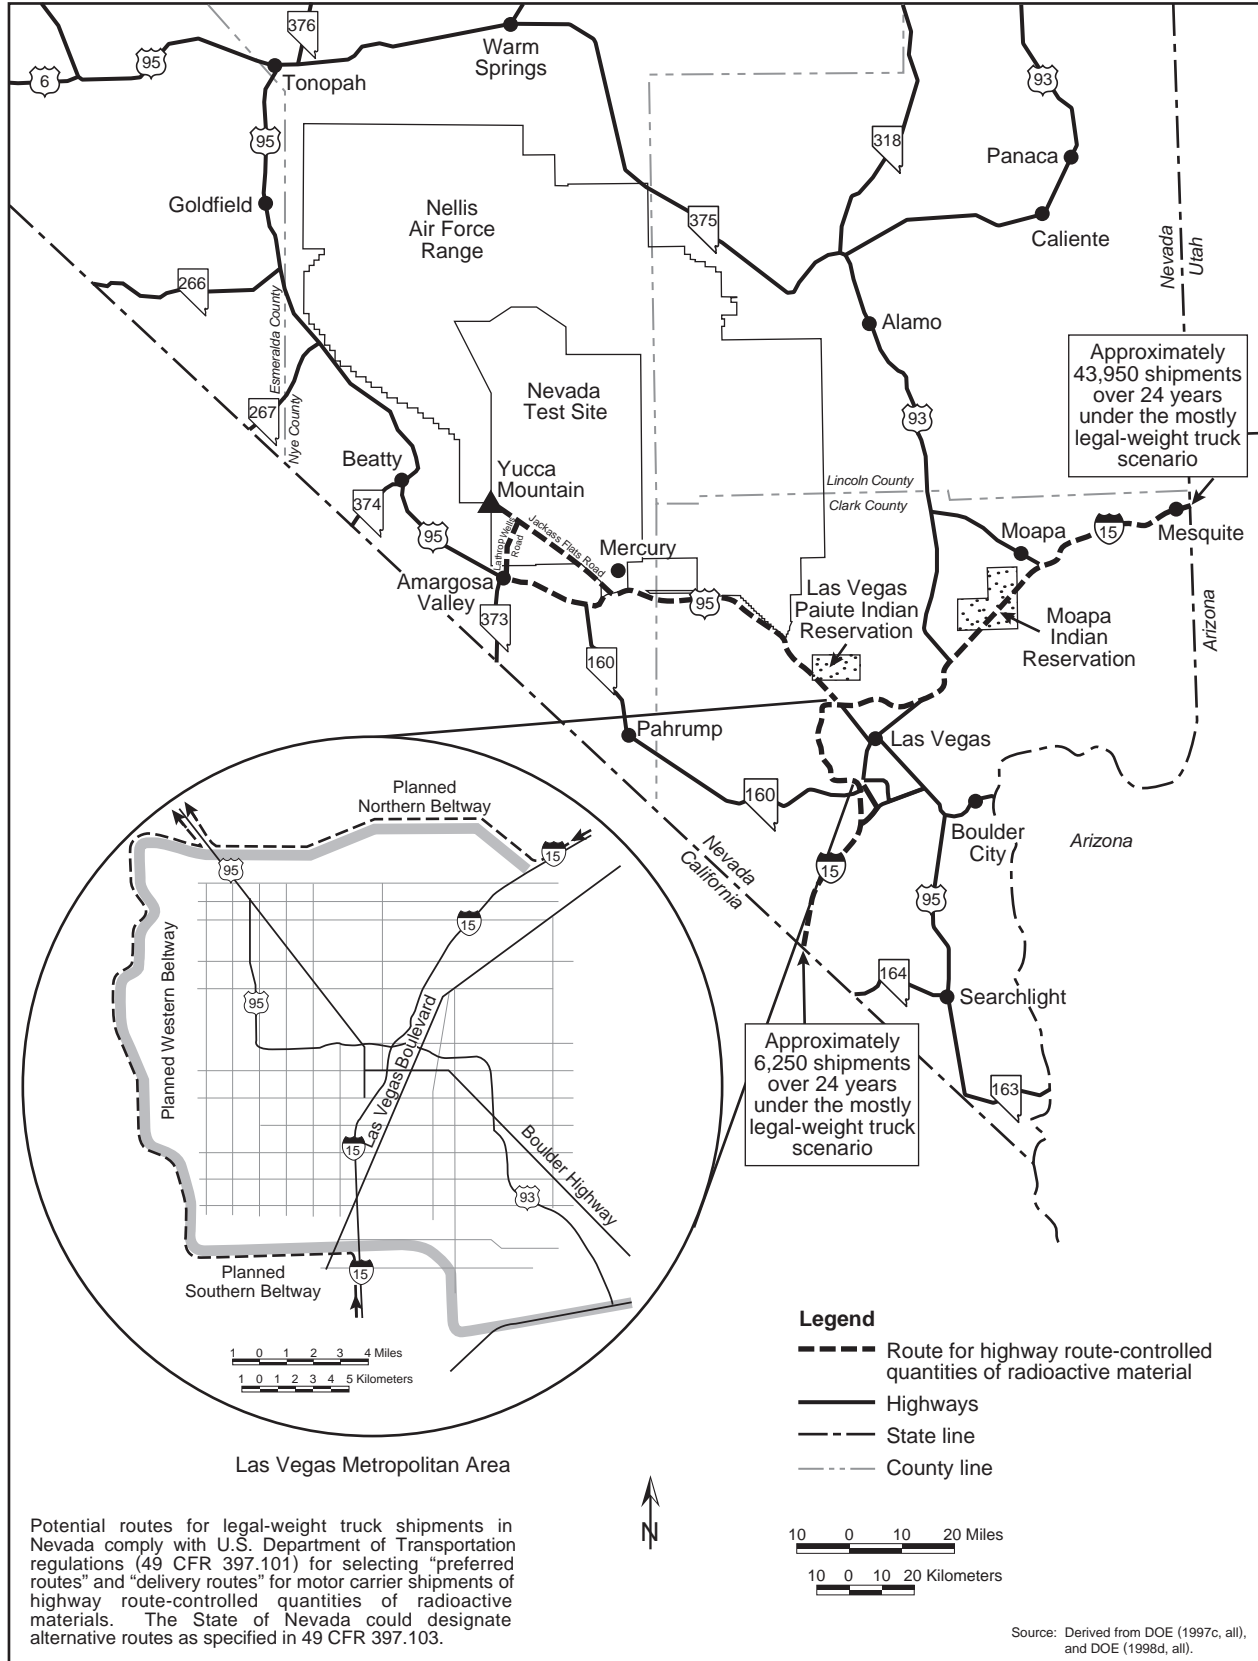 376
Warm
Springs
95
6
Tonopah
93
95
318
Panaca
Goldfield
Nellis
Air Force
Range
375
Caliente
Nevada
Utah
266
Esmeralda County
Nye County
Alamo
Approximately
43,950 shipments
over 24 years
under the mostly
legal-weight truck
scenario
Nevada
Test Site
267
93
Beatty
Yucca
Mountain
374
Lincoln County
Clark County
95
Lathrop Wells
Road
Jackass Flats Road
Mercury
Moapa
15
Mesquite
Amargosa
Valley
373
95
Las Vegas
Paiute Indian
Reservation
Moapa
Indian
Reservation
Arizona
160
Pahrump
Las Vegas
160
Boulder
City
Arizona
Nevada
California
15
95
164
Searchlight
163
Approximately
6,250 shipments
over 24 years
under the mostly
legal-weight truck
scenario
Planned
Northern Beltway
95
15
15
Planned Western Beltway
95
Las Vegas Boulevard
15
Boulder Highway
93
Planned
Southern Beltway
15
1 0 1 2 3 4 Miles
1 0 1 2 3 4 5 Kilometers
Las Vegas Metropolitan Area
Legend
Route for highway route-controlled
quantities of radioactive material
Highways
State line
County line
N
10 0 10 20 Miles
10 0 10 20 Kilometers
Potential routes for legal-weight truck shipments in
Nevada comply with U.S. Department of Transportation
regulations (49 CFR 397.101) for selecting “preferred
routes” and “delivery routes” for motor carrier shipments of
highway route-controlled quantities of radioactive
materials. The State of Nevada could designate
alternative routes as specified in 49 CFR 397.103.
Source: Derived from DOE (1997c, all),
and DOE (1998d, all).